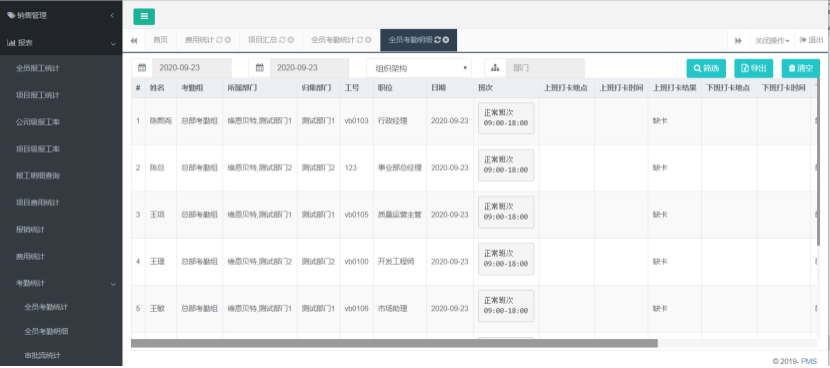 销售管理
报表
全员报工统计
项目报工统计
公司级报工率
项目级报工率
报工明细查询
项目费用统计
报销统计
费用统计
考勤统计
全员考勤统计
全员考勤明细
审批流统计
首页 费用统计 项目汇总 全员考勤统计 全员考勤明细 关闭操作 退出
2020-09-23 2020-09-23 组织架构 部门 筛选 导出 清空
# 姓名 考勤组 所属部门 归集部门 工号 职位 日期 班次 上班打卡地点 上班打卡时间 上班打卡结果 下班打卡地点 下班打卡时间
1 陈熙尧 总部考勤组 维恩贝特,测试部门1 测试部门1 vb0103 行政经理 2020-09-23 正常班次 09:00-18:00 缺卡
2 陈总 总部考勤组 维恩贝特,测试部门2 测试部门2 123 事业部总经理 2020-09-23 正常班次 09:00-18:00 缺卡
3 王项 总部考勤组 维恩贝特,测试部门1 测试部门1 vb0105 质量运营主管 2020-09-23 正常班次 09:00-18:00 缺卡
4 王理 总部考勤组 维恩贝特,测试部门2 测试部门2 vb0100 开发工程师 2020-09-23 正常班次 09:00-18:00 缺卡
5 王敏 总部考勤组 维恩贝特,测试部门1 测试部门1 vb0106 市场助理 2020-09-23 正常班次 09:00-18:00 缺卡
© 2019- PMS